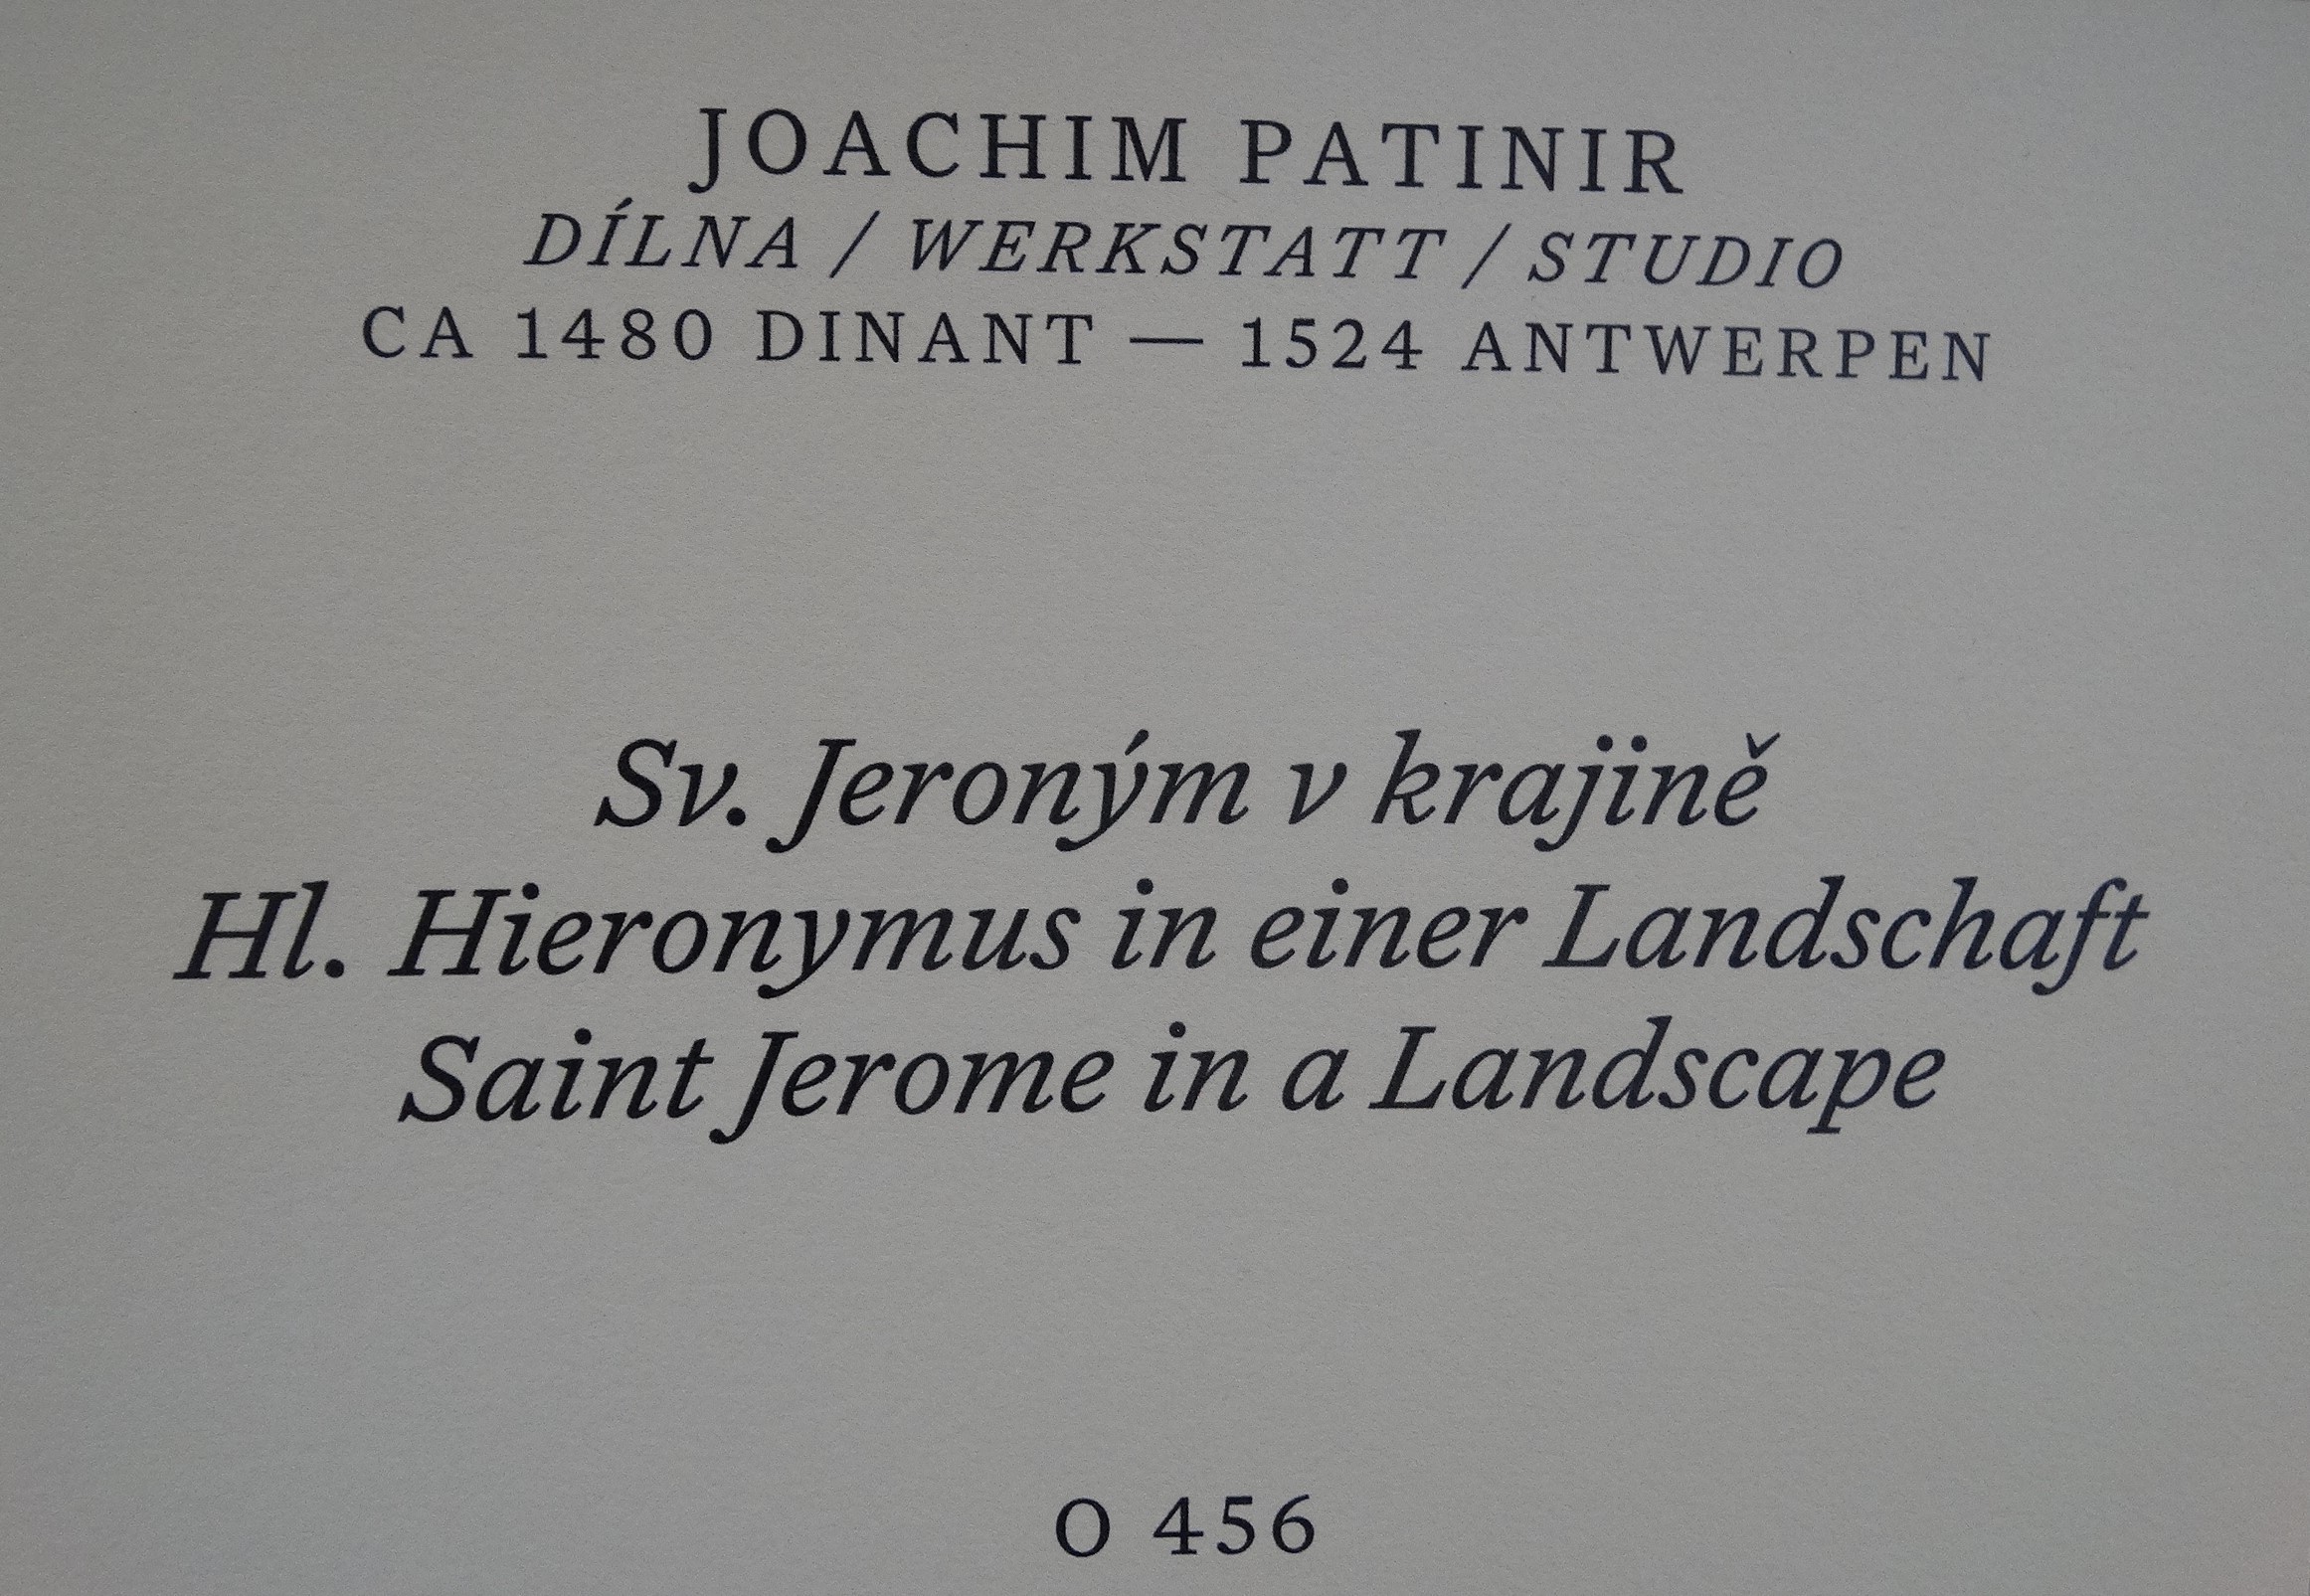 JOACHIM PATINIR
DÍLNA / WERKSTATT / STUDIO
CA 1480 DINANT — 1524 ANTWERPEN
Sv. Jeroným v krajině
Hl. Hieronymus in einer Landschaft
Saint Jerome in a Landscape
O 456